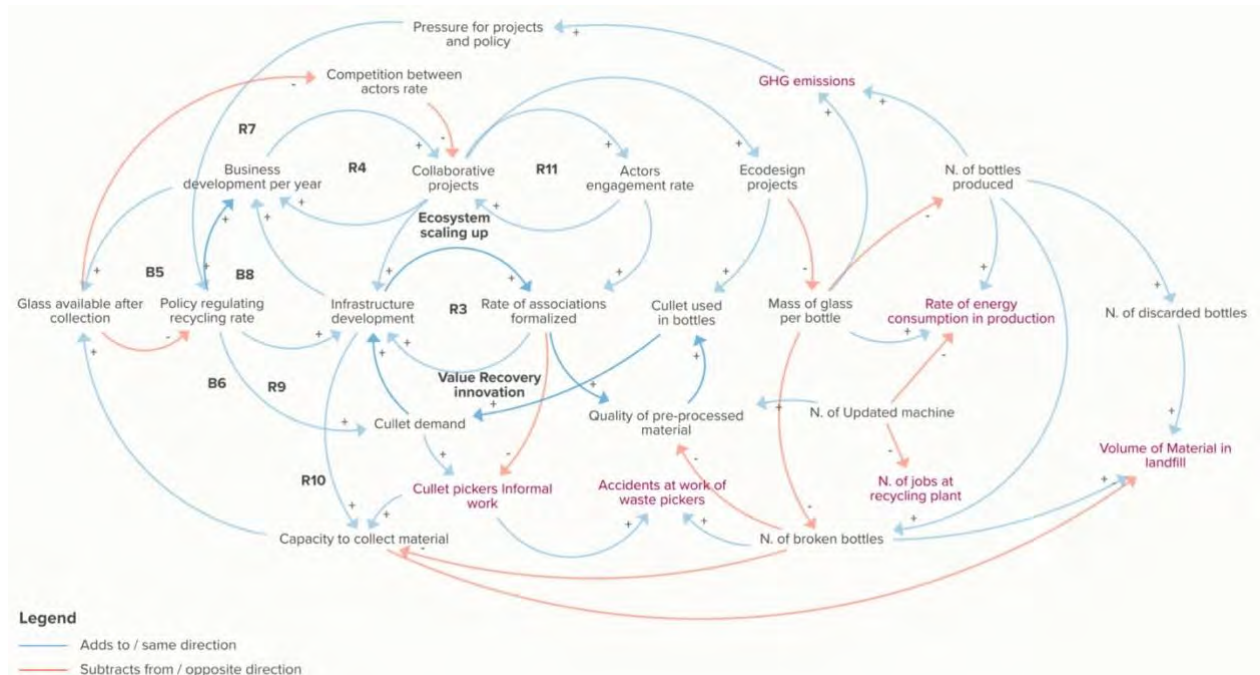 Pressure for projects
and policy
Competition between
actors rate
GHG emissions
R7
Business
development per year
R4
Collaborative
projects
R11
Actors
engagement rate
Ecodesign
projects
N. of bottles
produced
Ecosystem
scaling up
B5
B8
Glass available after
collection
Policy regulating
recycling rate
Infrastructure
development
R3
Rate of associations
formalized
Cullet used
in bottles
Mass of glass
per bottle
Rate of energy
consumption in production
N. of discarded bottles
B6
R9
Value Recovery
innovation
Cullet demand
Quality of pre-processed
material
N. of Updated machine
Volume of Material in
landfill
R10
Cullet pickers Informal
work
Accidents at work of
waste pickers
N. of jobs at
recycling plant
Capacity to collect material
N. of broken bottles
Legend
Adds to / same direction
Subtracts from / opposite direction